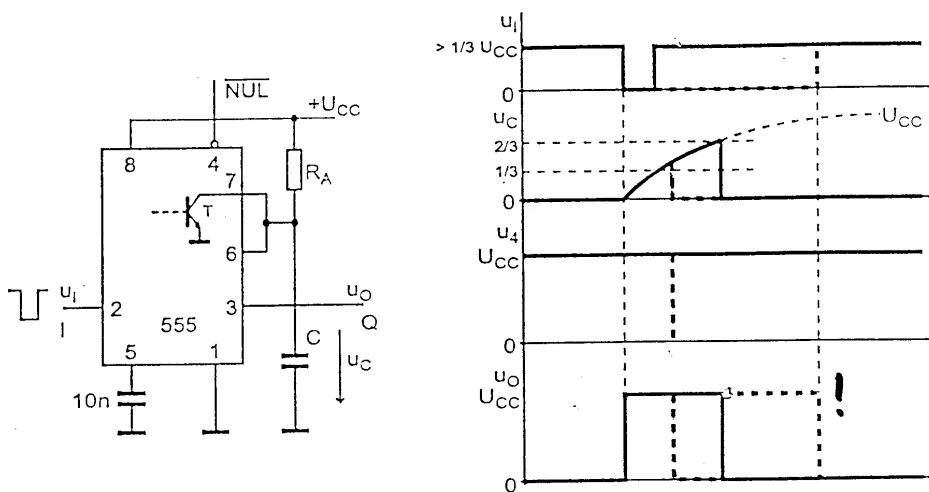 NUL
+UCC
8
4
7
RA
T
6
uI
I
2
3
uO
Q
555
5
1
C
uC
10n
uI
> 1/3 UCC
0
uC
UCC
2/3
1/3
0
u4
UCC
0
uO
UCC
!
0